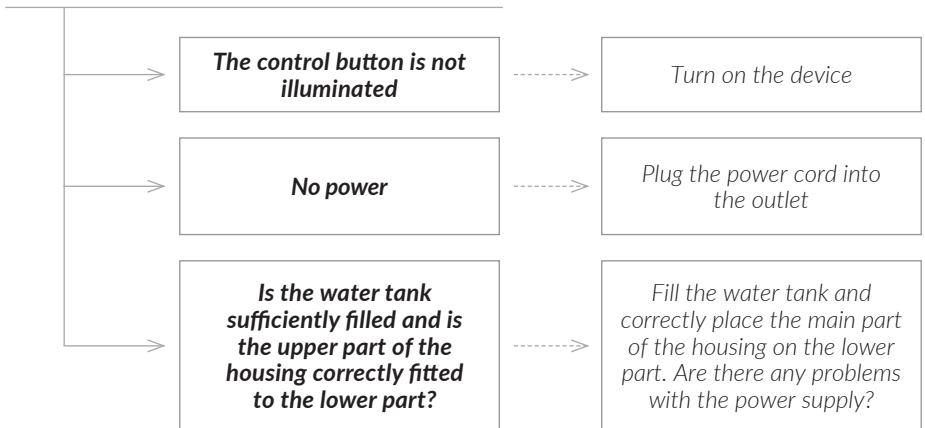 The control button is not
illuminated
Turn on the device
No power
Plug the power cord into
the outlet
Is the water tank
sufficiently filled and is
the upper part of the
housing correctly fitted
to the lower part?
Fill the water tank and
correctly place the main part
of the housing on the lower
part. Are there any problems
with the power supply?